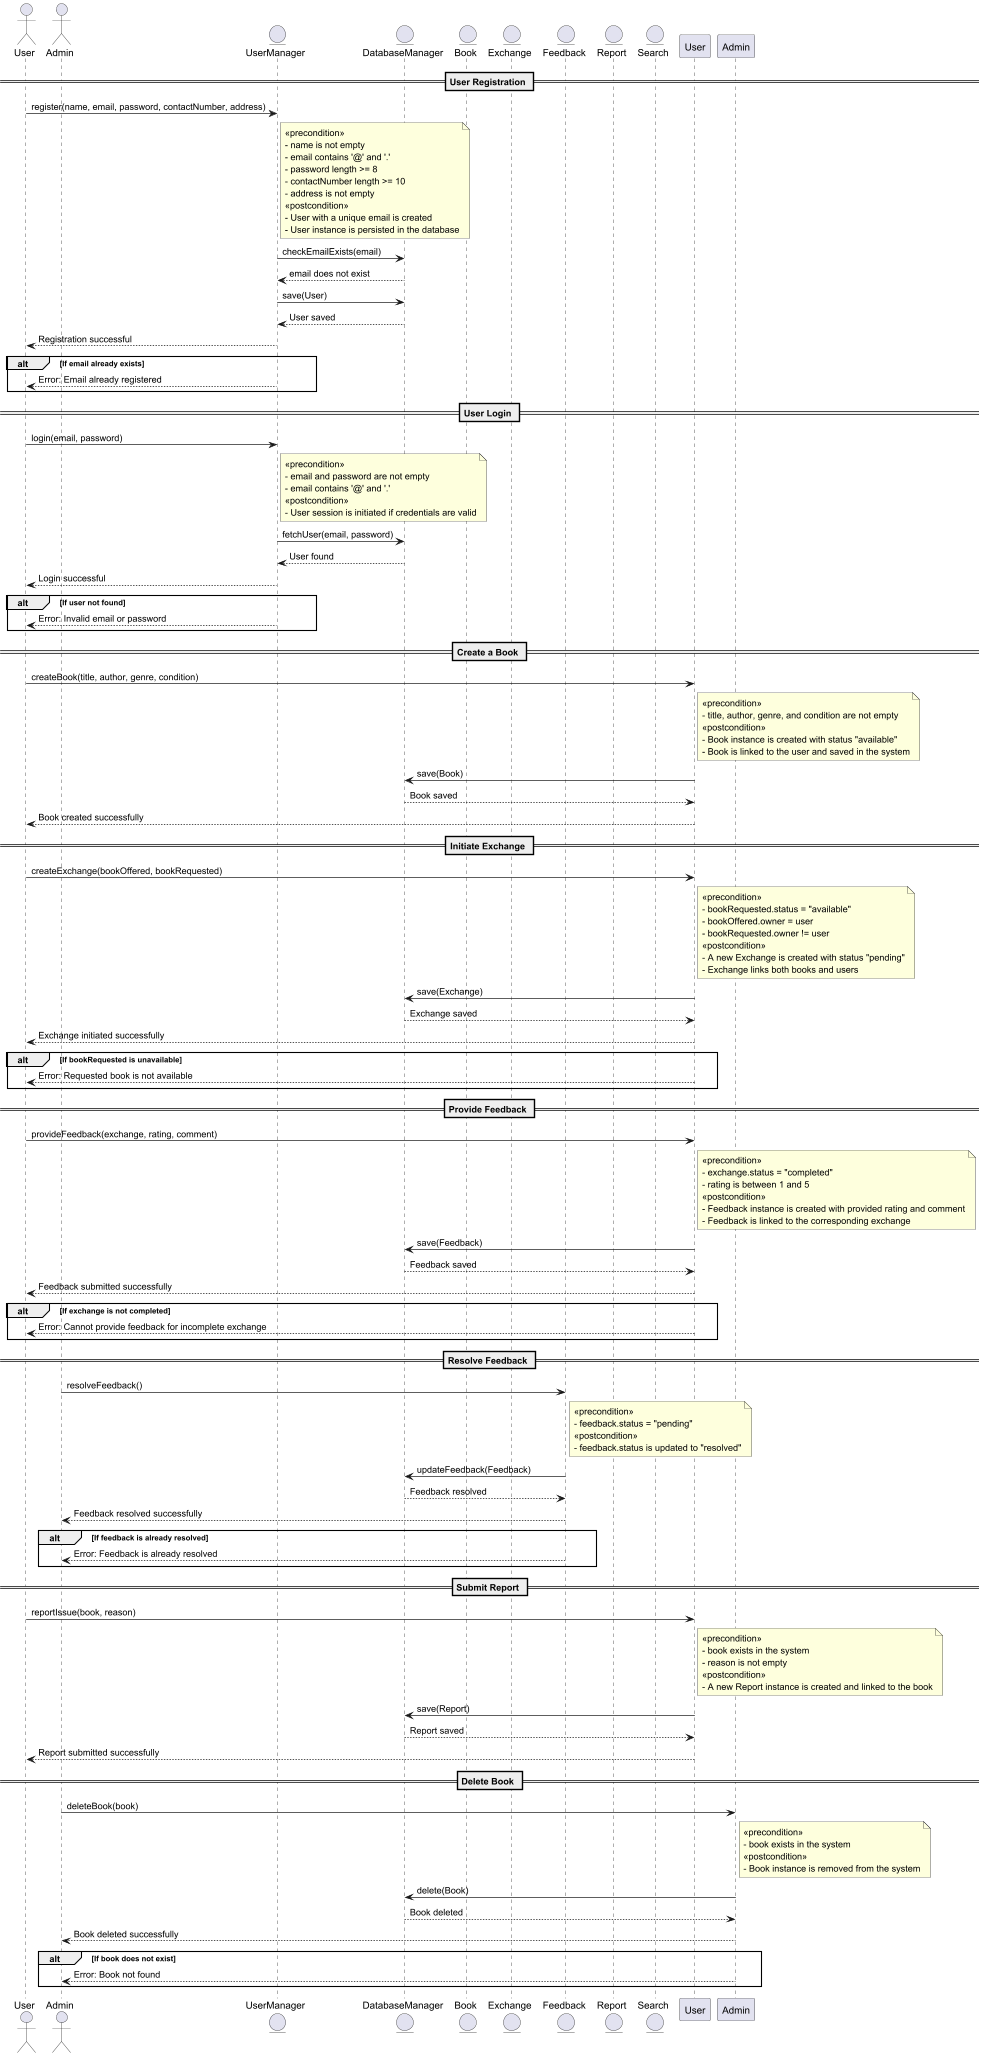 User Admin UserManager DatabaseManager Book Exchange Feedback Report Search User Admin
User Registration
register(name, email, password, contactNumber, address)
«precondition»
- name is not empty
- email contains '@' and '.'
- password length >= 8
- contactNumber length >= 10
- address is not empty
«postcondition»
- User with a unique email is created
- User instance is persisted in the database
checkEmailExists(email)
email does not exist
save(User)
User saved
Registration successful
alt [If email already exists]
Error: Email already registered
User Login
login(email, password)
«precondition»
- email and password are not empty
- email contains '@' and '.'
«postcondition»
- User session is initiated if credentials are valid
fetchUser(email, password)
User found
Login successful
alt [If user not found]
Error: Invalid email or password
Create a Book
createBook(title, author, genre, condition)
«precondition»
- title, author, genre, and condition are not empty
«postcondition»
- Book instance is created with status "available"
- Book is linked to the user and saved in the system
save(Book)
Book saved
Book created successfully
Initiate Exchange
createExchange(bookOffered, bookRequested)
«precondition»
- bookRequested.status = "available"
- bookOffered.owner = user
- bookRequested.owner != user
«postcondition»
- A new Exchange is created with status "pending"
- Exchange links both books and users
save(Exchange)
Exchange saved
Exchange initiated successfully
alt [If bookRequested is unavailable]
Error: Requested book is not available
Provide Feedback
provideFeedback(exchange, rating, comment)
«precondition»
- exchange.status = "completed"
- rating is between 1 and 5
«postcondition»
- Feedback instance is created with provided rating and comment
- Feedback is linked to the corresponding exchange
save(Feedback)
Feedback saved
Feedback submitted successfully
alt [If exchange is not completed]
Error: Cannot provide feedback for incomplete exchange
Resolve Feedback
resolveFeedback()
«precondition»
- feedback.status = "pending"
«postcondition»
- feedback.status is updated to "resolved"
updateFeedback(Feedback)
Feedback resolved
Feedback resolved successfully
alt [If feedback is already resolved]
Error: Feedback is already resolved
Submit Report
reportIssue(book, reason)
«precondition»
- book exists in the system
- reason is not empty
«postcondition»
- A new Report instance is created and linked to the book
save(Report)
Report saved
Report submitted successfully
Delete Book
deleteBook(book)
«precondition»
- book exists in the system
«postcondition»
- Book instance is removed from the system
delete(Book)
Book deleted
Book deleted successfully
alt [If book does not exist]
Error: Book not found
User Admin UserManager DatabaseManager Book Exchange Feedback Report Search User Admin